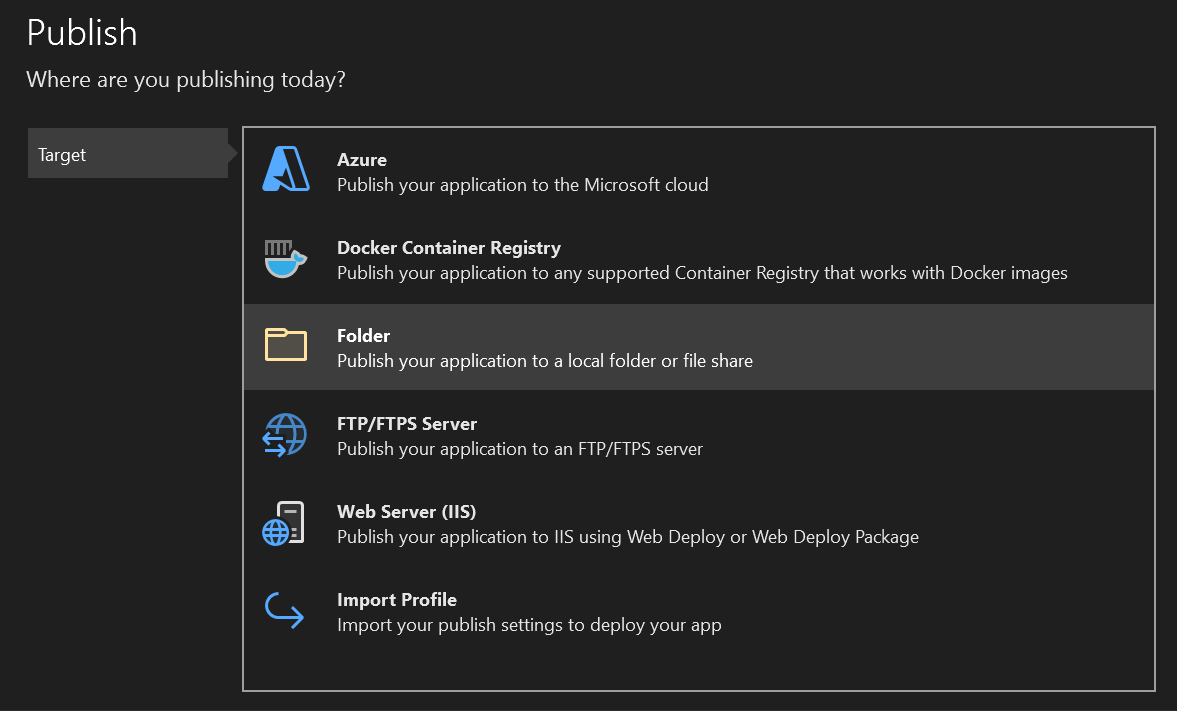 Publish
Where are you publishing today?
Target
Azure
Publish your application to the Microsoft cloud
Docker Container Registry
Publish your application to any supported Container Registry that works with Docker images
Folder
Publish your application to a local folder or file share
FTP/FTPS Server
Publish your application to an FTP/FTPS server
Web Server (IIS)
Publish your application to IIS using Web Deploy or Web Deploy Package
Import Profile
Import your publish settings to deploy your app